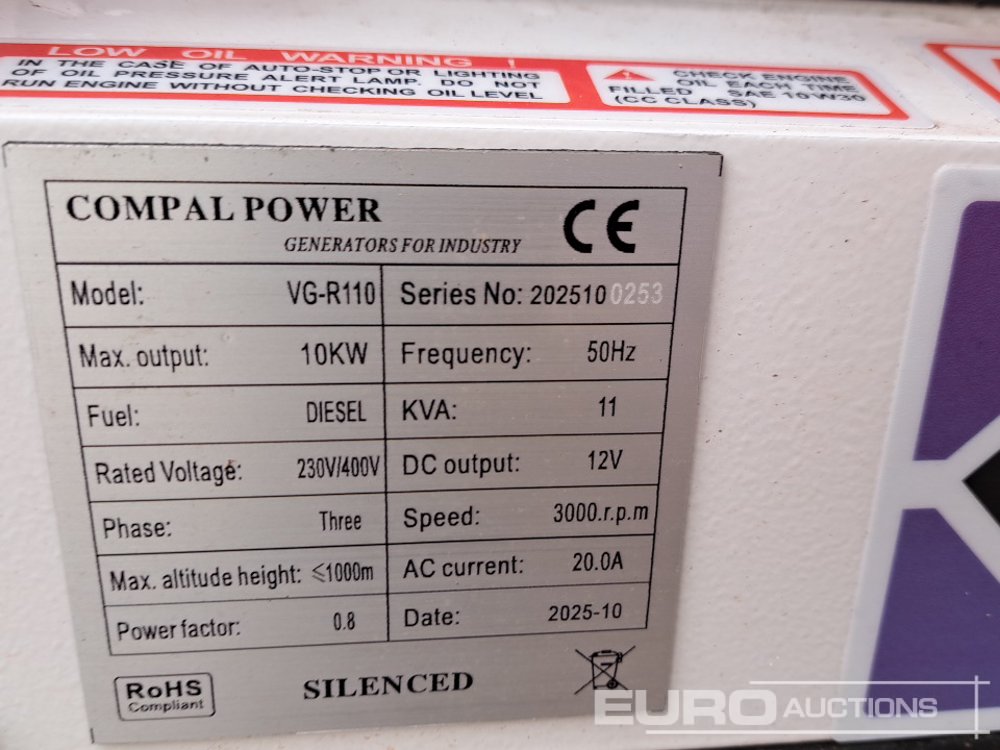 LOW OIL WARNING !
IN THE CASE OF AUTO-STOP OR LIGHTING
OF OIL PRESSURE ALERT LAMP. DO NOT
RUN ENGINE WITHOUT CHECKING OIL LEVEL
CHECK ENGINE
OIL EACH TIME
FILLED SAE 10W30
(CC CLASS)
COMPAL POWER
GENERATORS FOR INDUSTRY
CE
Model: VG-R110
Series No: 2025100253
Max. output: 10KW
Frequency: 50Hz
Fuel: DIESEL
KVA: 11
Rated Voltage: 230V/400V
DC output: 12V
Phase: Three
Speed: 3000.r.p.m
Max. altitude height: ≤1000m
AC current: 20.0A
Power factor: 0.8
Date: 2025-10
RoHS
Compliant
SILENCED
EURO AUCTIONS